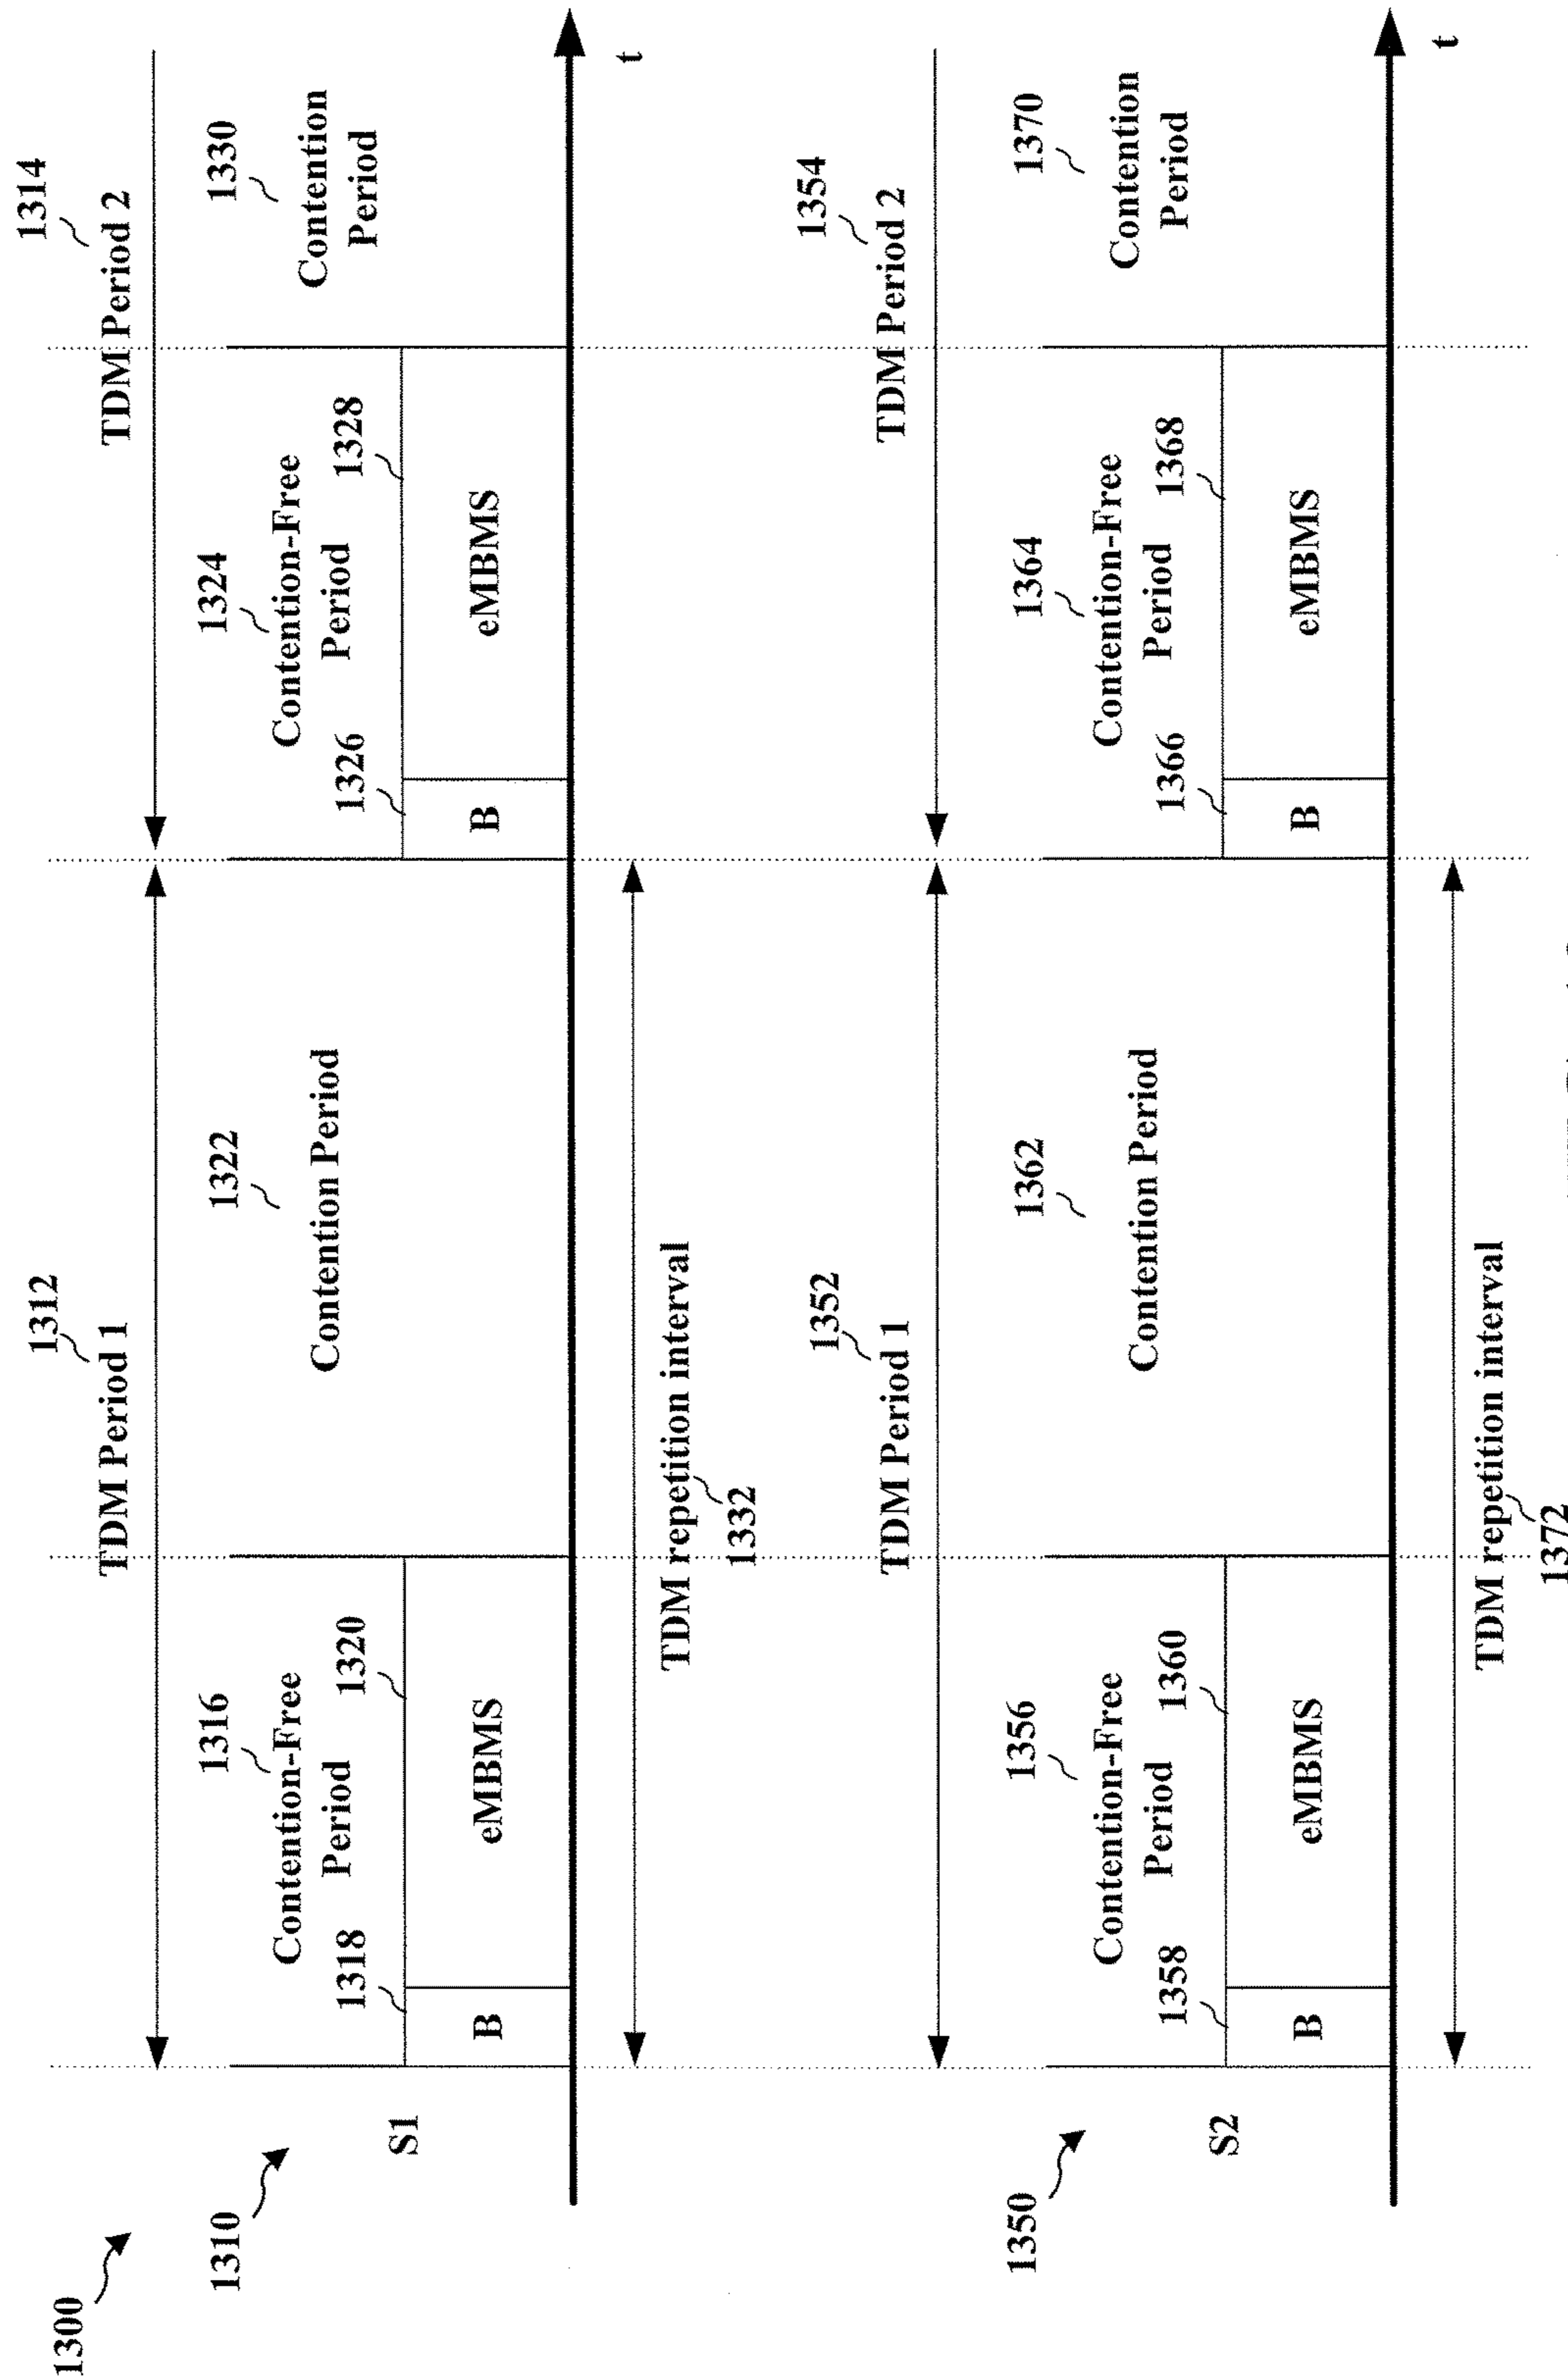 1300
1310
S1
1312
TDM Period 1
1314
TDM Period 2
1316
Contention-Free
Period
1318
1320
B
eMBMS
1322
Contention Period
1324
Contention-Free
Period
1326
1328
B
eMBMS
1330
Contention
Period
t
TDM repetition interval
1332
1350
S2
1352
TDM Period 1
1354
TDM Period 2
1356
Contention-Free
Period
1358
1360
B
eMBMS
1362
Contention Period
1364
Contention-Free
Period
1366
1368
B
eMBMS
1370
Contention
Period
t
TDM repetition interval
1372